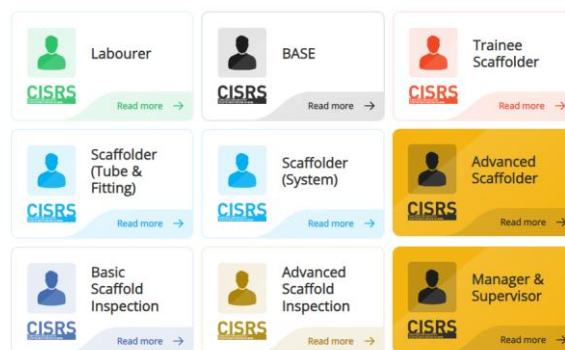 Labourer
CISRS
Read more
BASE
CISRS
Read more
Trainee
Scaffolder
CISRS
Read more
Scaffolder
(Tube &
Fitting)
CISRS
Read more
Scaffolder
(System)
CISRS
Read more
Advanced
Scaffolder
CISRS
Read more
Basic
Scaffold
Inspection
CISRS
Read more
Advanced
Scaffold
Inspection
CISRS
Read more
Manager &
Supervisor
CISRS
Read more